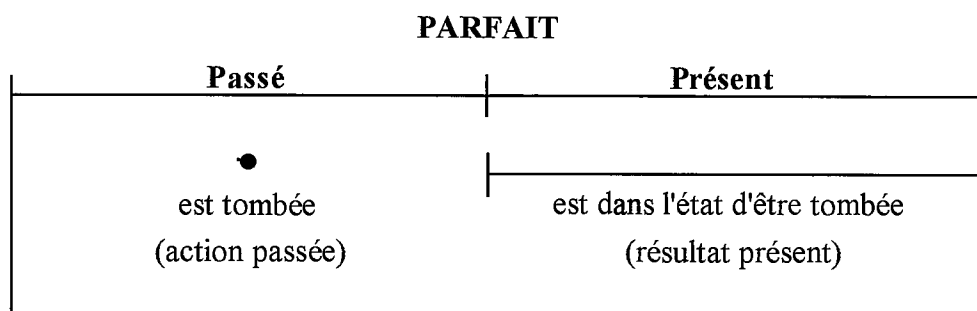 PARFAIT
Passé Présent
est tombée est dans l'état d'être tombée
(action passée) (résultat présent)